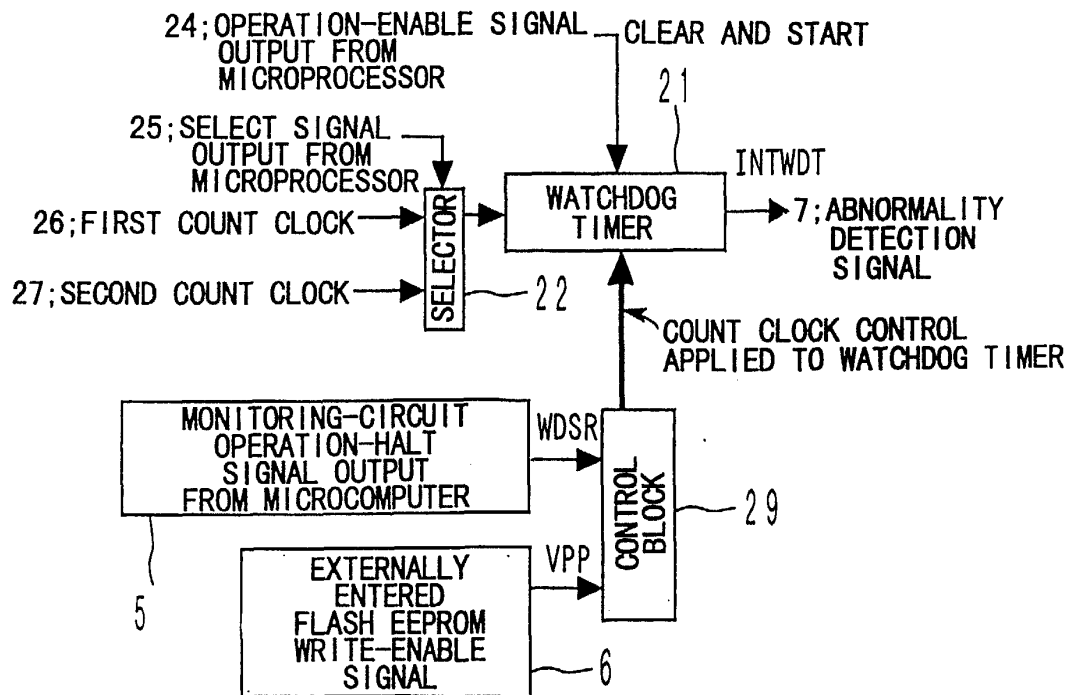 24;OPERATION-ENABLE SIGNAL
OUTPUT FROM
MICROPROCESSOR
CLEAR AND START
21
25;SELECT SIGNAL
OUTPUT FROM
MICROPROCESSOR
26;FIRST COUNT CLOCK
27;SECOND COUNT CLOCK
SELECTOR
22
WATCHDOG
TIMER
INTWDT
7;ABNORMALITY
DETECTION
SIGNAL
COUNT CLOCK CONTROL
APPLIED TO WATCHDOG TIMER
MONITORING-CIRCUIT
OPERATION-HALT
SIGNAL OUTPUT
FROM MICROCOMPUTER
5
WDSR
CONTROL
BLOCK
29
EXTERNALLY
ENTERED
FLASH EEPROM
WRITE-ENABLE
SIGNAL
6
VPP